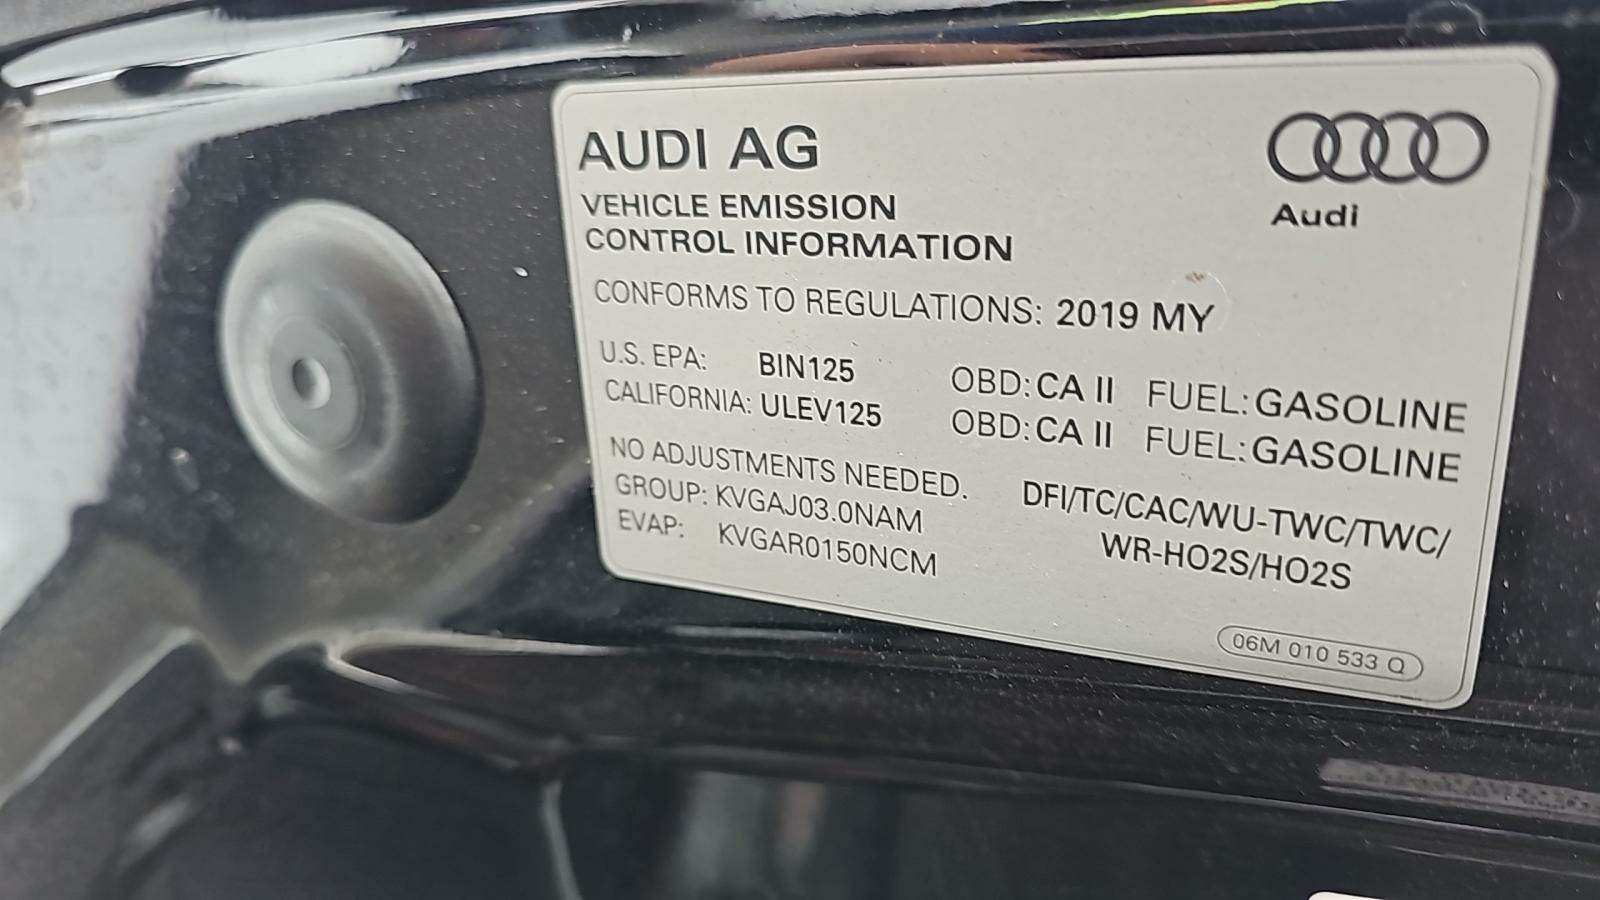 AUDI AG
Audi
VEHICLE EMISSION
CONTROL INFORMATION
CONFORMS TO REGULATIONS: 2019 MY
U.S. EPA: BIN125 OBD: CA II FUEL: GASOLINE
CALIFORNIA: ULEV125 OBD: CA II FUEL: GASOLINE
NO ADJUSTMENTS NEEDED.
GROUP: KVGAJ03.0NAM DFI/TC/CAC/WU-TWC/TWC/
EVAP: KVGAR0150NCM WR-HO2S/HO2S
06M 010 533 Q